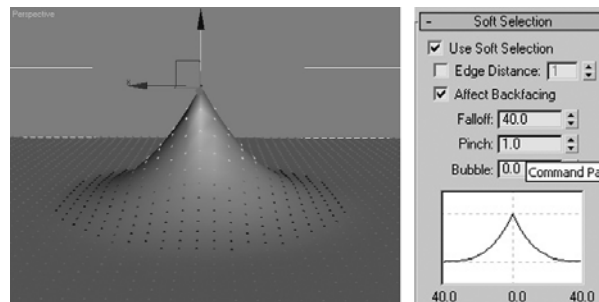 Perspective
x
- Soft Selection
Use Soft Selection
Edge Distance: 1
Affect Backfacing
Falloff: 40.0
Pinch: 1.0
Bubble: 0.0 Command Pa
40.0 0.0 40.0